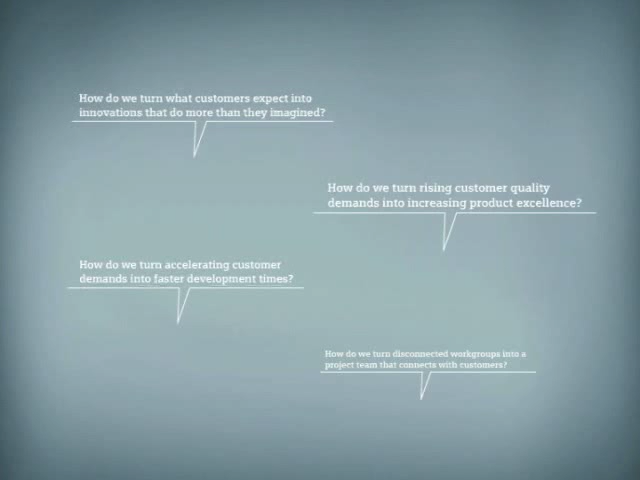 How do we turn what customers expect into
innovations that do more than they imagined?
How do we turn rising customer quality
demands into increasing product excellence?
How do we turn accelerating customer
demands into faster development times?
How do we turn disconnected workgroups into a
project team that connects with customers?